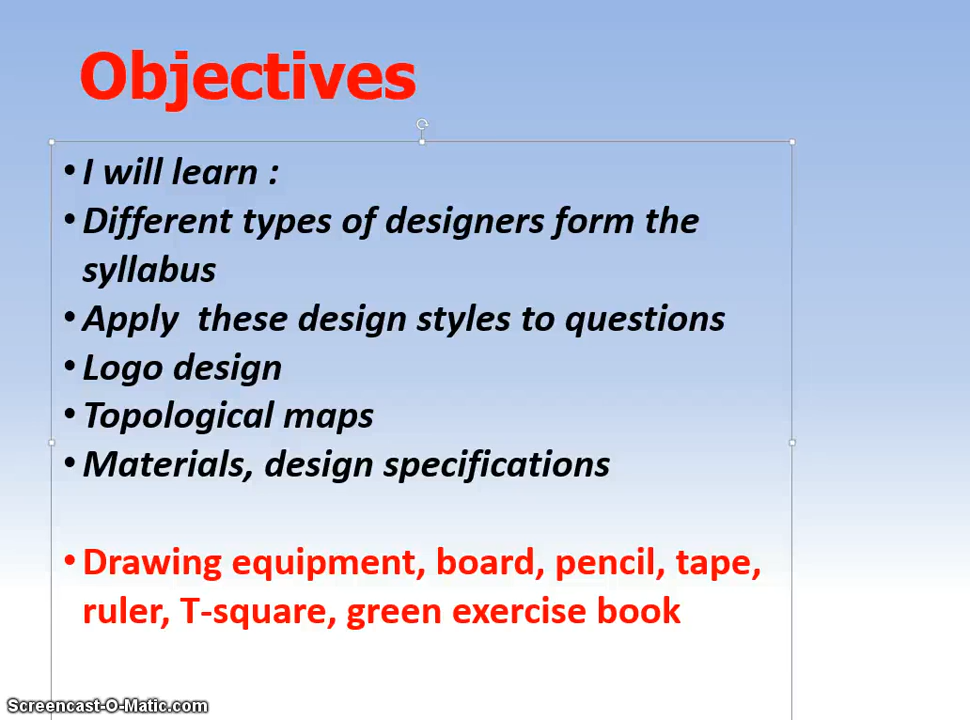 Objectives
• I will learn :
• Different types of designers form the
syllabus
• Apply  these design styles to questions
• Logo design
• Topological maps
• Materials, design specifications
• Drawing equipment, board, pencil, tape,
ruler, T-square, green exercise book
Screencast-O-Matic.com